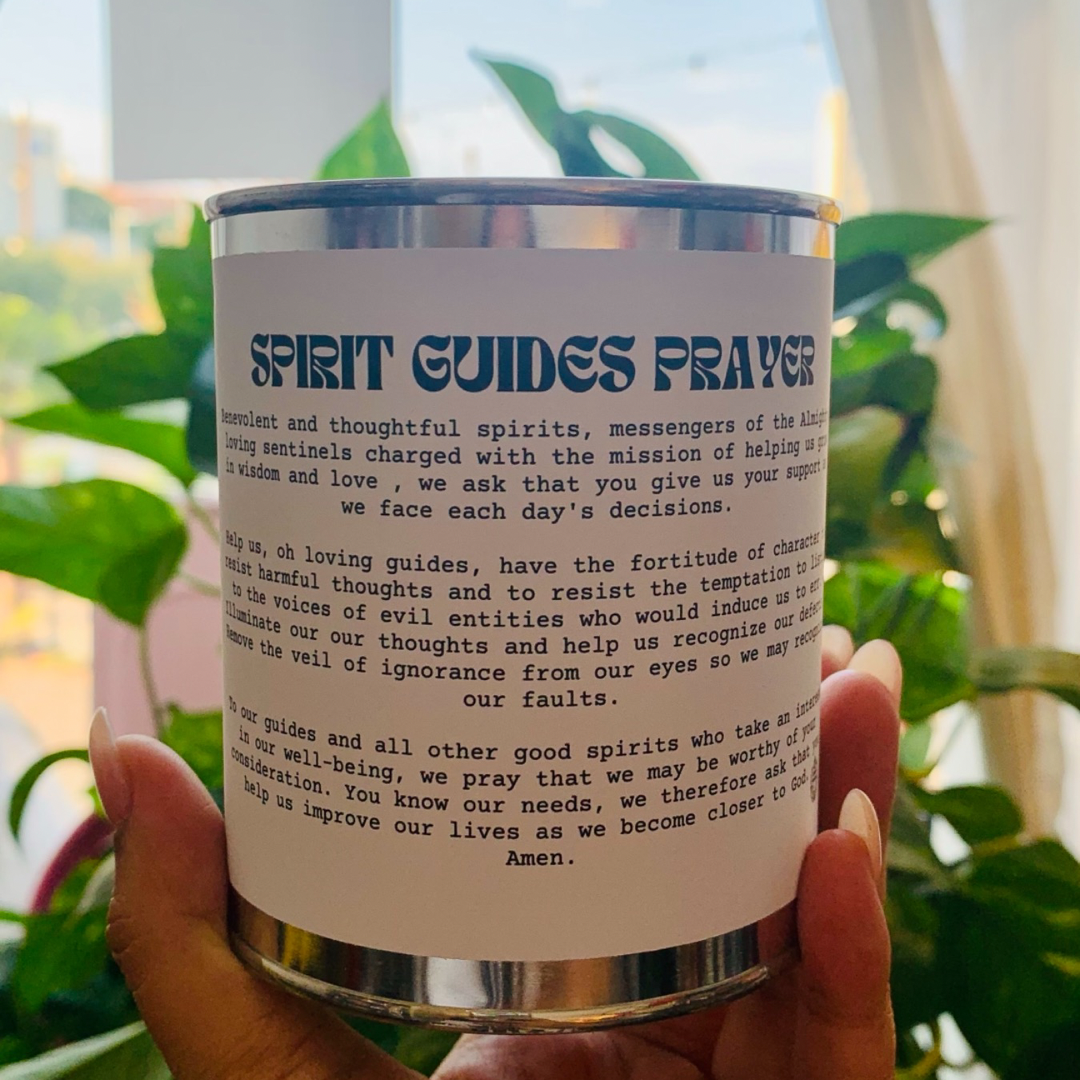 SPIRIT GUIDES PRAYER
Benevolent and thoughtful spirits, messengers of the
loving sentinels charged with the mission of helping us
in wisdom and love , we ask that you give us your support
we face each day's decisions.
Help us, oh loving guides, have the fortitude of character
resist harmful thoughts and to resist the temptation to
to the voices of evil entities who would induce us to
Illuminate our our thoughts and help us recognize our
Remove the veil of ignorance from our eyes so we may
our faults.
To our guides and all other good spirits who take an
in our well-being, we pray that we may be worthy of your
consideration. You know our needs, we therefore ask that
help us improve our lives as we become closer to God.
Amen.